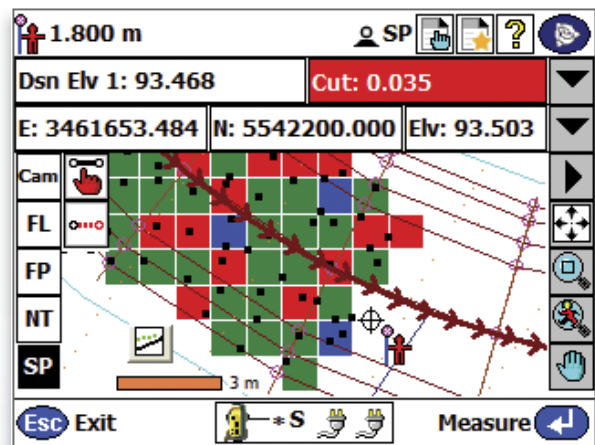 1.800 m SP ?
Dsn Elv 1: 93.468 Cut: 0.035
E: 3461653.484 N: 5542200.000 Elv: 93.503
Cam
FL
FP
NT
SP
3 m
Esc Exit * S Measure